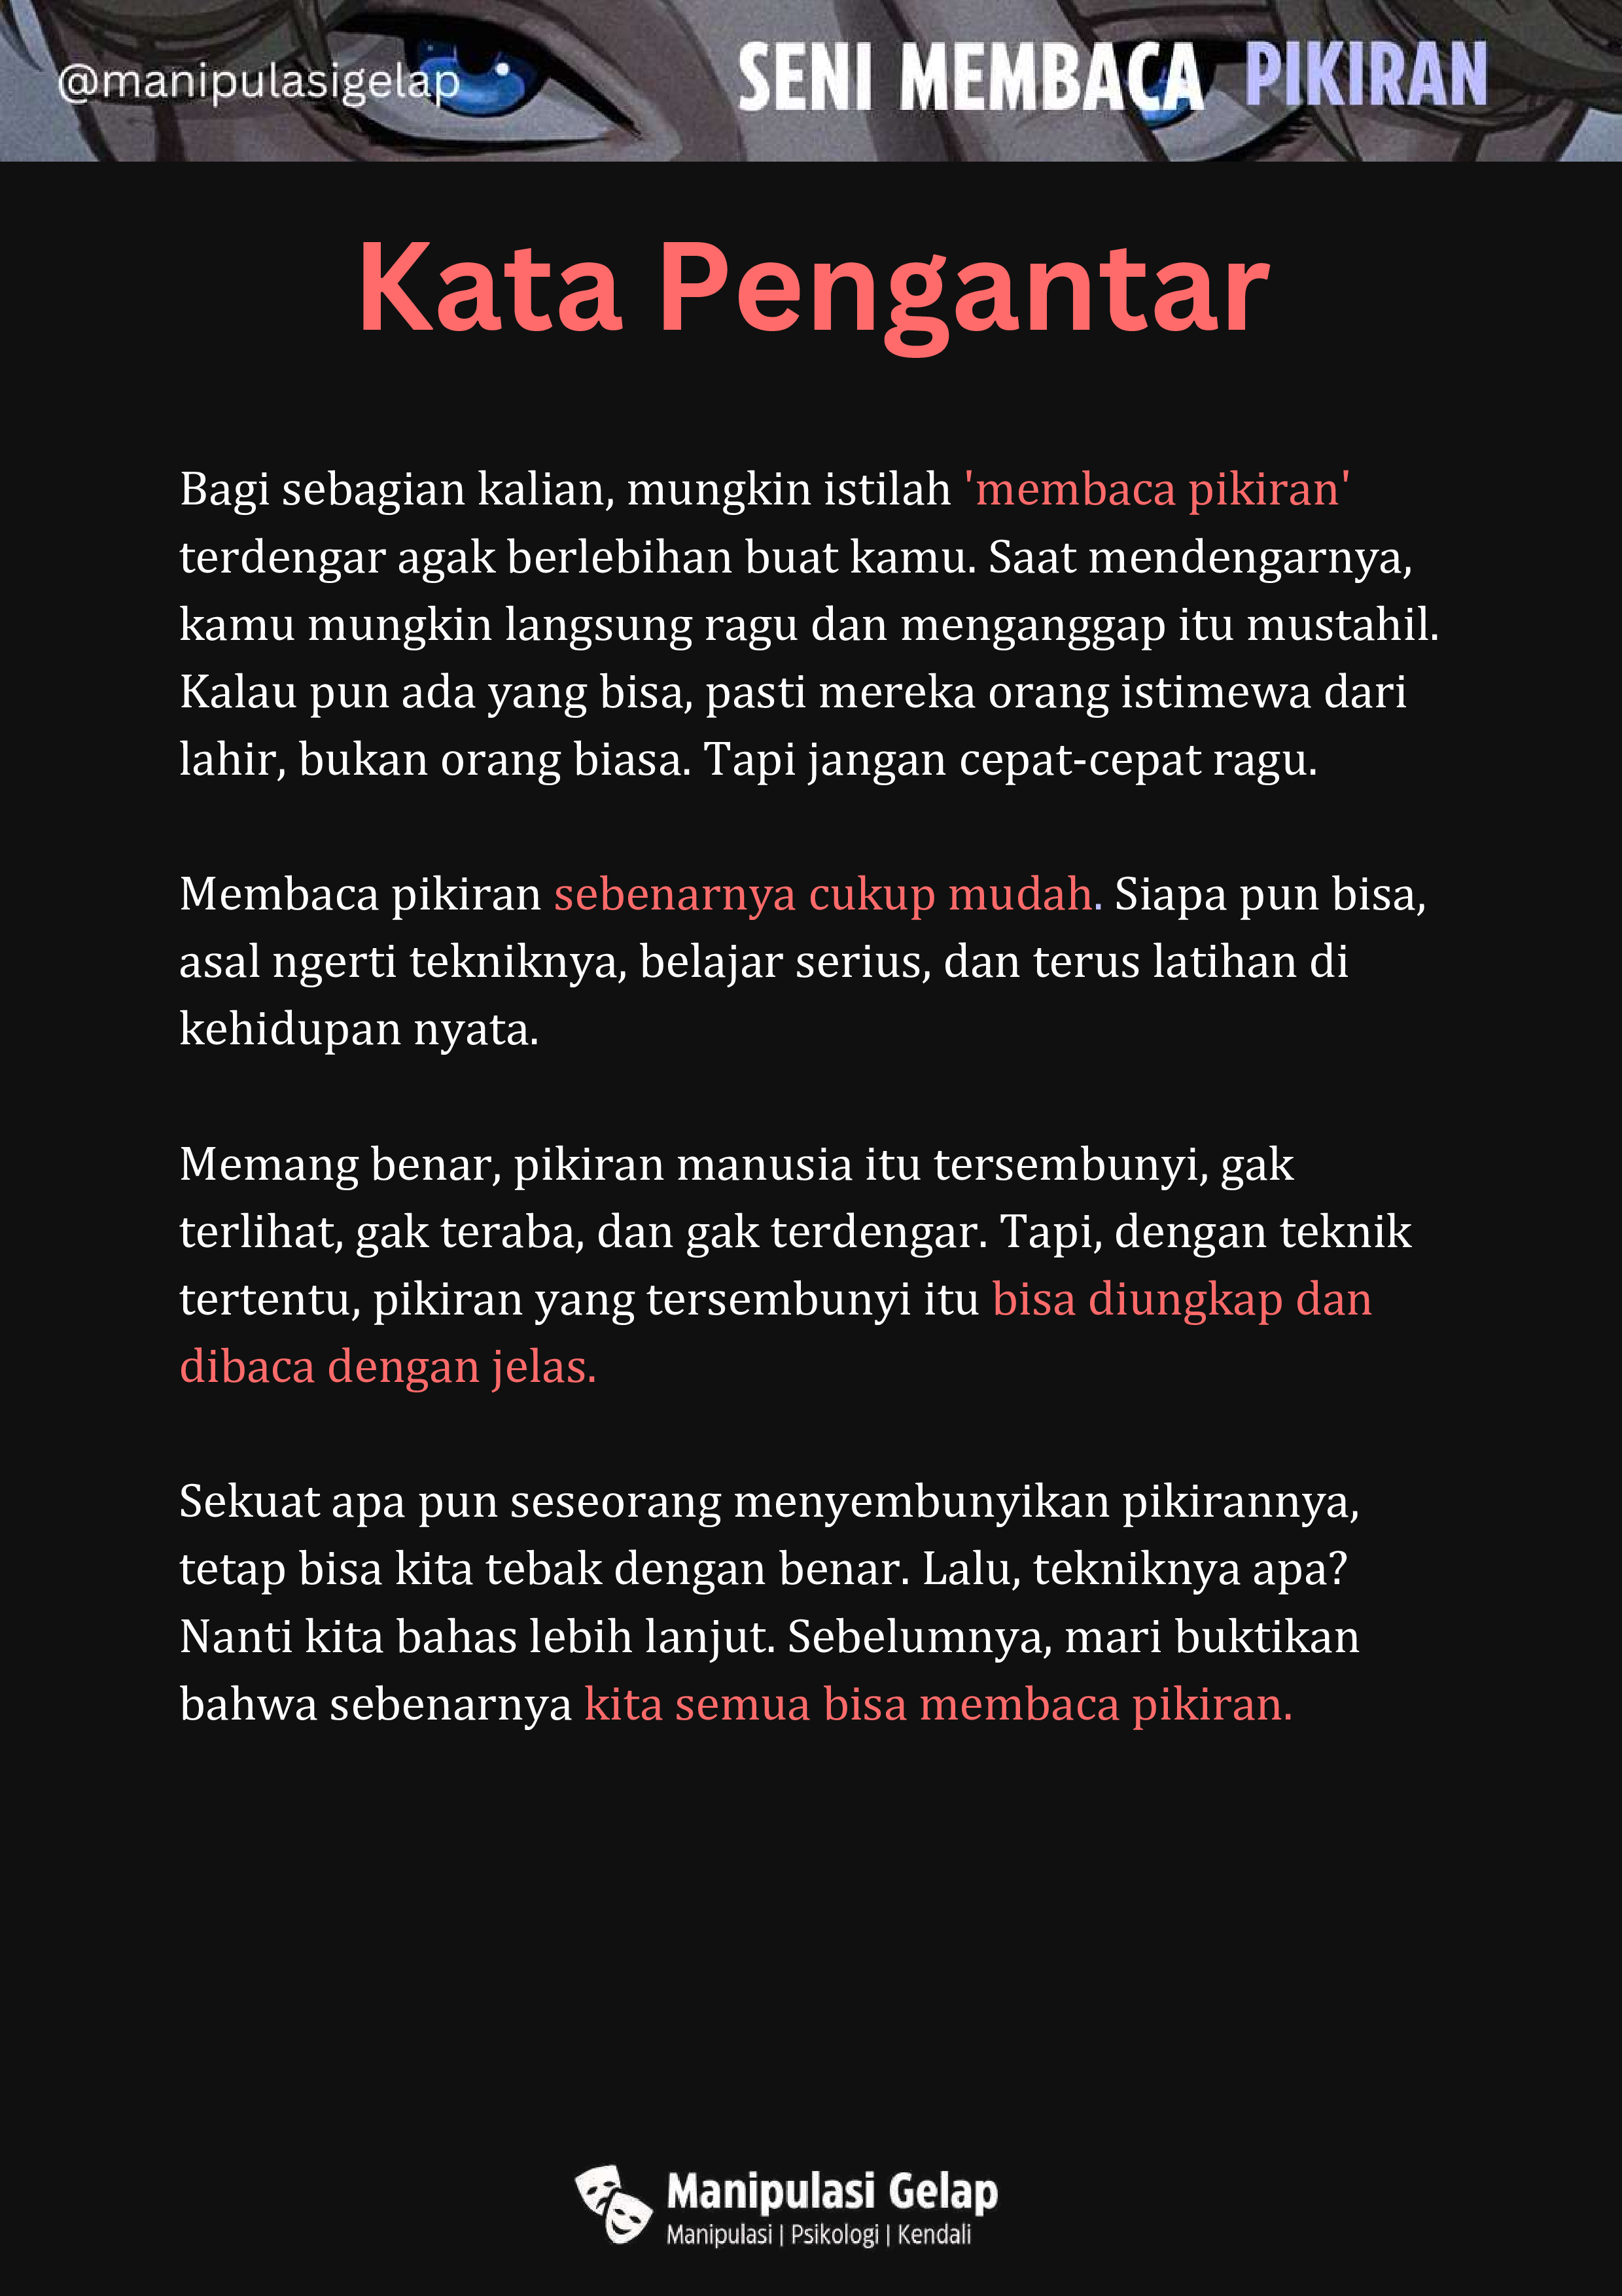 @manipulasigelap
SENI MEMBACA PIKIRAN
Kata Pengantar
Bagi sebagian kalian, mungkin istilah 'membaca pikiran'
terdengar agak berlebihan buat kamu. Saat mendengarnya,
kamu mungkin langsung ragu dan menganggap itu mustahil.
Kalau pun ada yang bisa, pasti mereka orang istimewa dari
lahir, bukan orang biasa. Tapi jangan cepat-cepat ragu.
Membaca pikiran sebenarnya cukup mudah. Siapa pun bisa,
asal ngerti tekniknya, belajar serius, dan terus latihan di
kehidupan nyata.
Memang benar, pikiran manusia itu tersembunyi, gak
terlihat, gak teraba, dan gak terdengar. Tapi, dengan teknik
tertentu, pikiran yang tersembunyi itu bisa diungkap dan
dibaca dengan jelas.
Sekuat apa pun seseorang menyembunyikan pikirannya,
tetap bisa kita tebak dengan benar. Lalu, tekniknya apa?
Nanti kita bahas lebih lanjut. Sebelumnya, mari buktikan
bahwa sebenarnya kita semua bisa membaca pikiran.
Manipulasi Gelap
Manipulasi | Psikologi | Kendali